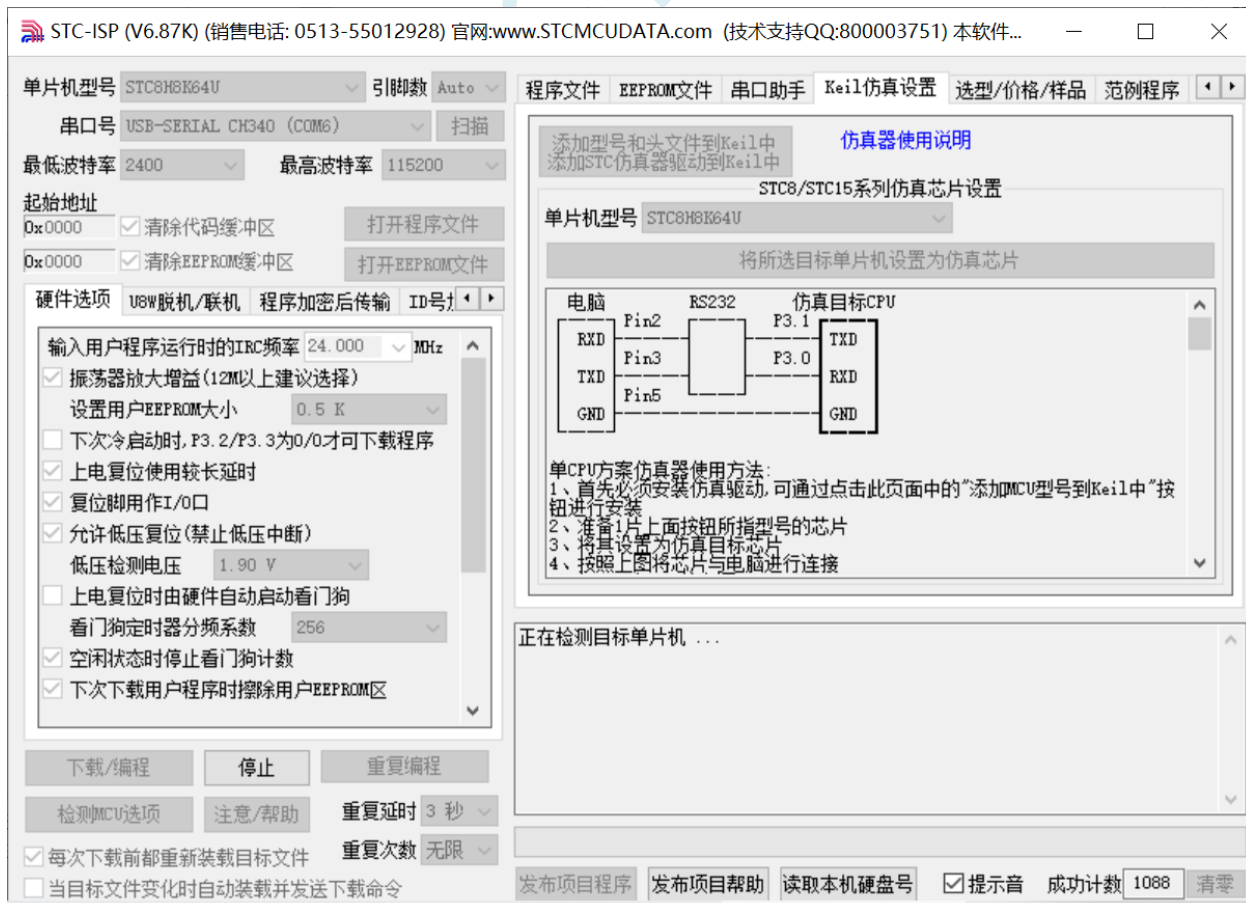 STC-ISP (V6.87K) (销售电话: 0513-55012928) 官网:www.STCMCUDATA.com (技术支持QQ:800003751) 本软件...
单片机型号 STC8H8K64U 引脚数 Auto
串口号 USB-SERIAL CH340 (COM6) 扫描
最低波特率 2400 最高波特率 115200
起始地址
0x0000 清除代码缓冲区 打开程序文件
0x0000 清除EEPROM缓冲区 打开EEPROM文件
硬件选项 U8W脱机/联机 程序加密后传输 ID号
输入用户程序运行时的IRC频率 24.000 MHz
振荡器放大增益(12M以上建议选择)
设置用户EEPROM大小 0.5 K
下次冷启动时,P3.2/P3.3为0/0才可下载程序
上电复位使用较长延时
复位脚用作I/O口
允许低压复位(禁止低压中断)
低压检测电压 1.90 V
上电复位时由硬件自动启动看门狗
看门狗定时器分频系数 256
空闲状态时停止看门狗计数
下次下载用户程序时擦除用户EEPROM区
下载/编程 停止 重复编程
检测MCU选项 注意/帮助 重复延时 3 秒
每次下载前都重新装载目标文件 重复次数 无限
当目标文件变化时自动装载并发送下载命令
程序文件 EEPROM文件 串口助手 Keil仿真设置 选型/价格/样品 范例程序
添加型号和头文件到Keil中
添加STC仿真器驱动到Keil中
仿真器使用说明
STC8/STC15系列仿真芯片设置
单片机型号 STC8H8K64U
将所选目标单片机设置为仿真芯片
电脑 RS232 仿真目标CPU
Pin2 P3.1
RXD TXD
Pin3 P3.0
TXD RXD
Pin5
GND GND
单CPU方案仿真器使用方法:
1、首先必须安装仿真驱动,可通过点击此页面中的"添加MCU型号到Keil中"按
钮进行安装
2、准备1片上面按钮所指型号的芯片
3、将其设置为仿真目标芯片
4、按照上图将芯片与电脑进行连接
正在检测目标单片机 ...
发布项目程序 发布项目帮助 读取本机硬盘号 提示音 成功计数 1088 清零